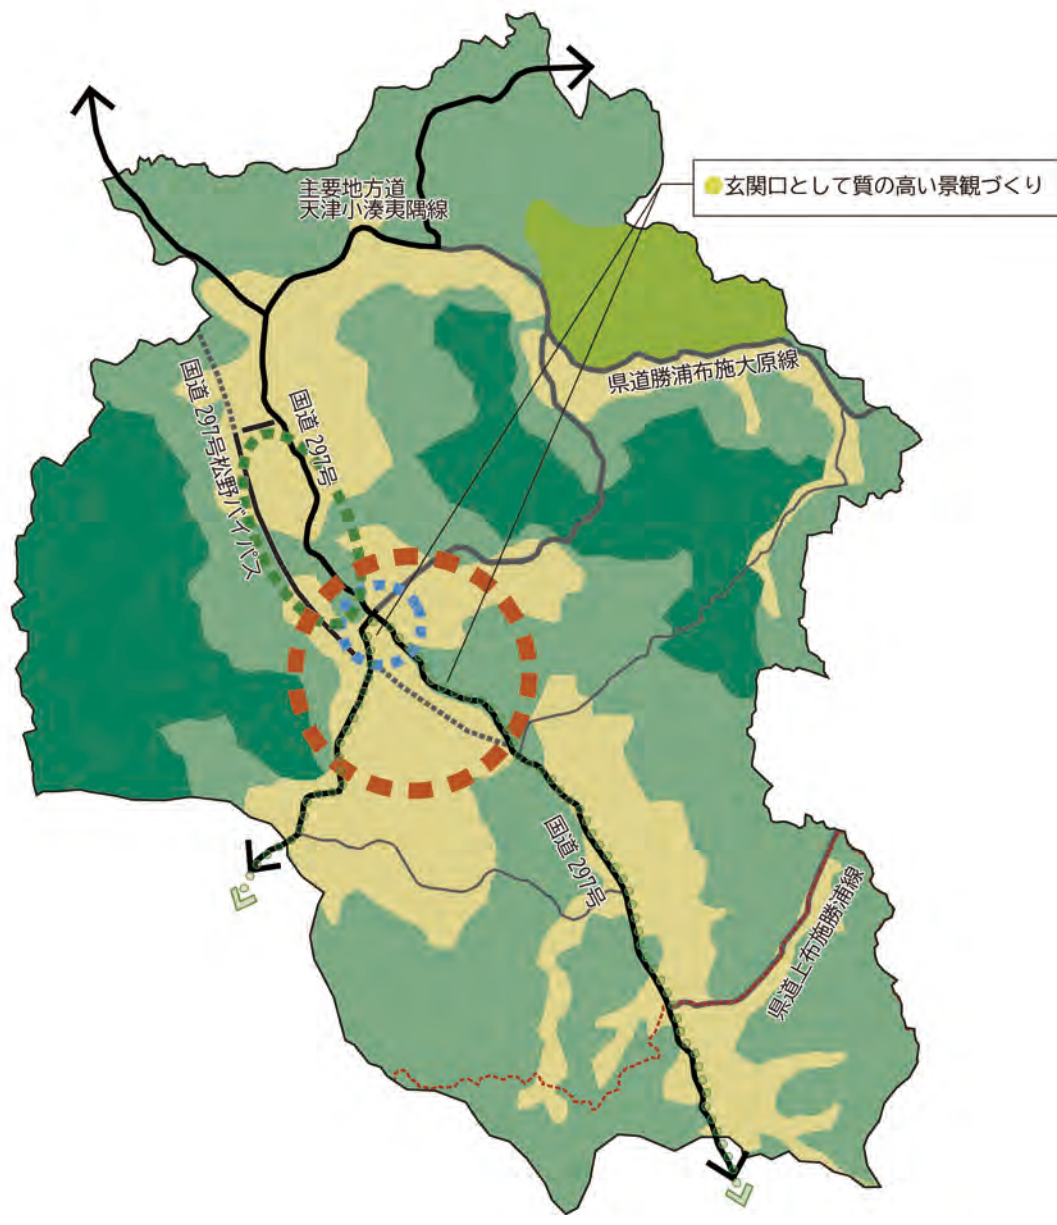 主要地方道
天津小湊夷隅線
玄関口として質の高い景観づくり
県道勝浦布施大原線
国道 297号
国道 297号松野バイパス
国道 297号
県道上布施勝浦線